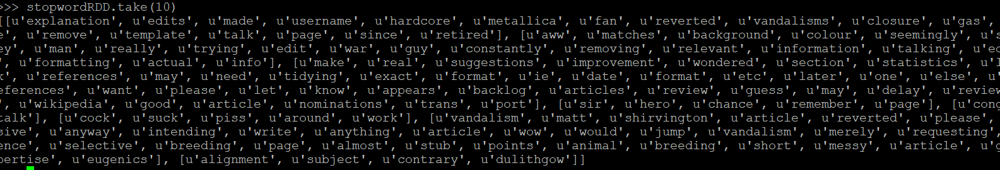 >>> stopwordRDD.take(10)
[[u'explanation', u'edits', u'made', u'username', u'hardcore', u'metallica', u'fan', u'reverted', u'vandalisms', u'closure', u'gas',
e', u'remove', u'template', u'talk', u'page', u'since', u'retired'], [u'aww', u'matches', u'background', u'colour', u'seemingly', u's
ey', u'man', u'really', u'trying', u'edit', u'war', u'guy', u'constantly', u'removing', u'relevant', u'information', u'talking', u'ed
', u'formatting', u'actual', u'info'], [u'make', u'real', u'suggestions', u'improvement', u'wondered', u'section', u'statistics', u'l
k', u'references', u'may', u'need', u'tidying', u'exact', u'format', u'ie', u'date', u'format', u'etc', u'later', u'one', u'else', u'
eferences', u'want', u'please', u'let', u'know', u'appears', u'backlog', u'articles', u'review', u'guess', u'may', u'delay', u'review
', u'wikipedia', u'good', u'article', u'nominations', u'trans', u'port'], [u'sir', u'hero', u'chance', u'remember', u'page'], [u'cong
talk'], [u'cock', u'suck', u'piss', u'around', u'work'], [u'vandalism', u'matt', u'shirvington', u'article', u'reverted', u'please',
sive', u'anyway', u'intending', u'write', u'anything', u'article', u'wow', u'would', u'jump', u'vandalism', u'merely', u'requesting',
ence', u'selective', u'breeding', u'page', u'almost', u'stub', u'points', u'animal', u'breeding', u'short', u'messy', u'article', u'g
pertise', u'eugenics'], [u'alignment', u'subject', u'contrary', u'dulithgow']]